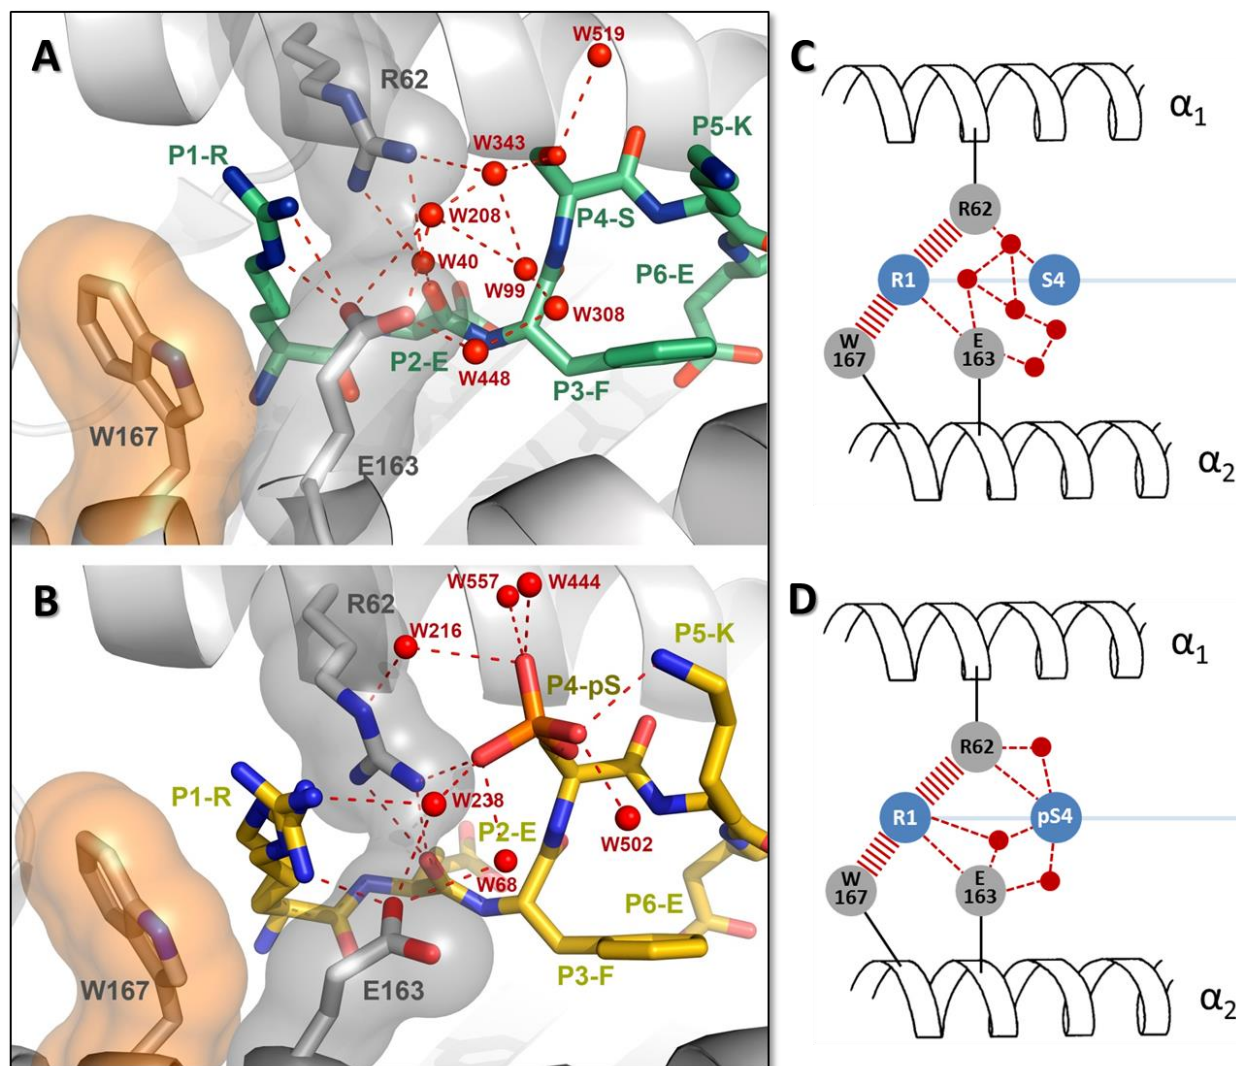 A
R62
W519
P5-K
P1-R
W343
P4-S
W208
W40
W99
P6-E
W308
P2-E
W448
P3-F
W167
E163
B
R62
W557
W444
W216
P5-K
P4-pS
P1-R
W238
P2-E
W502
W68
P6-E
W167
E163
P3-F
C
α1
R62
R1
S4
W
167
E
163
α2
D
α1
R62
R1
pS4
W
167
E
163
α2